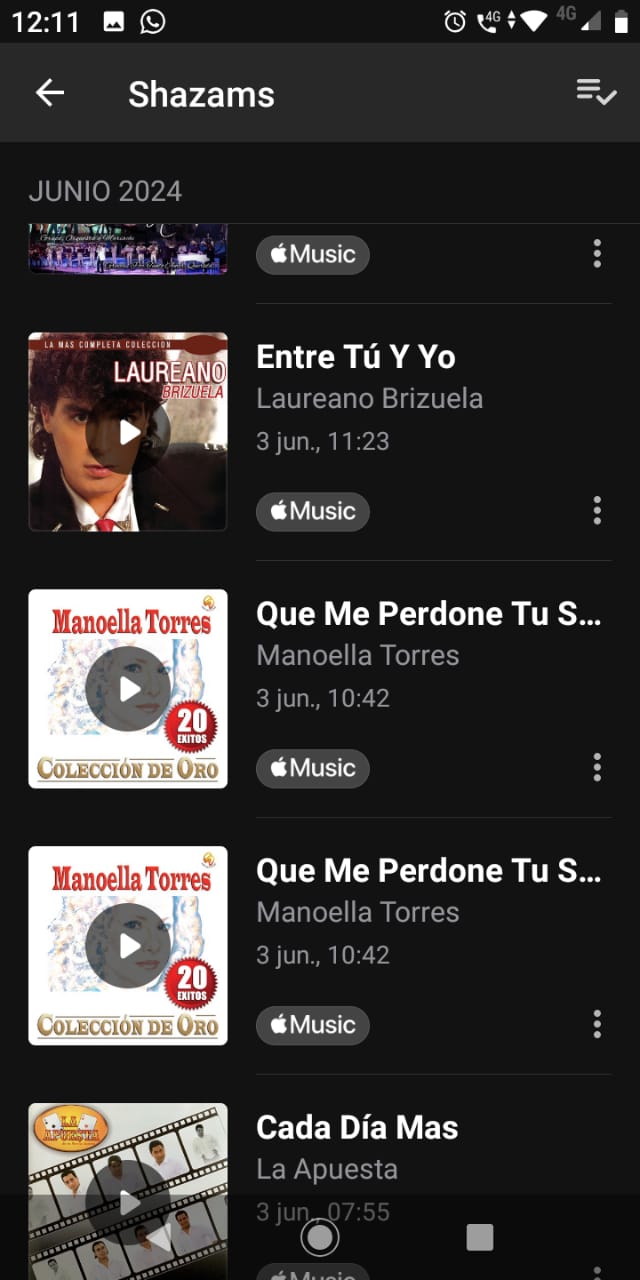 12:11
4G
4G
Shazams
JUNIO 2024
Music
LA MAS COMPLETA COLECCION
LAUREANO
BRIZUELA
Entre Tú Y Yo
Laureano Brizuela
3 jun., 11:23
Music
Manoella Torres
20
EXITOS
COLECCIÓN DE ORO
Que Me Perdone Tu S...
Manoella Torres
3 jun., 10:42
Music
Manoella Torres
20
EXITOS
COLECCIÓN DE ORO
Que Me Perdone Tu S...
Manoella Torres
3 jun., 10:42
Music
LA
APUESTA
Cada Día Mas
La Apuesta
3 jun., 07:55
Music